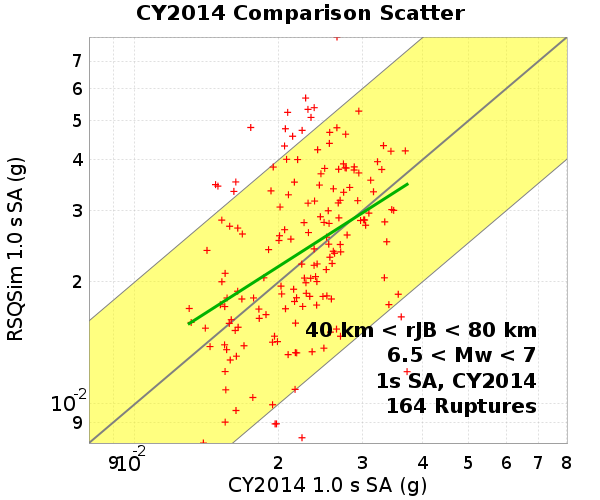 CY2014 Comparison Scatter
RSQSim 1.0 s SA (g)
7
6
5
4
3
2
10-2
9
40 km < rJB < 80 km
6.5 < Mw < 7
1s SA, CY2014
164 Ruptures
9 10-2 2 3 4 5 6 7 8
CY2014 1.0 s SA (g)